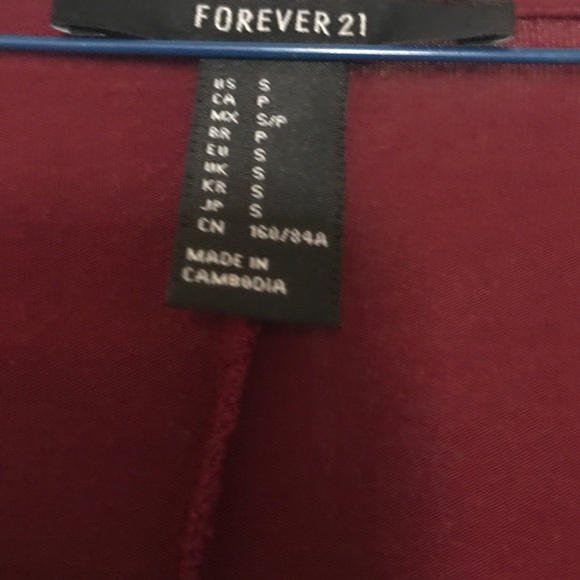 FOREVER 21
US S
CA P
MX S/P
BR P
EU S
UK S
KR S
JP S
CN 160/84A
MADE IN
CAMBODIA